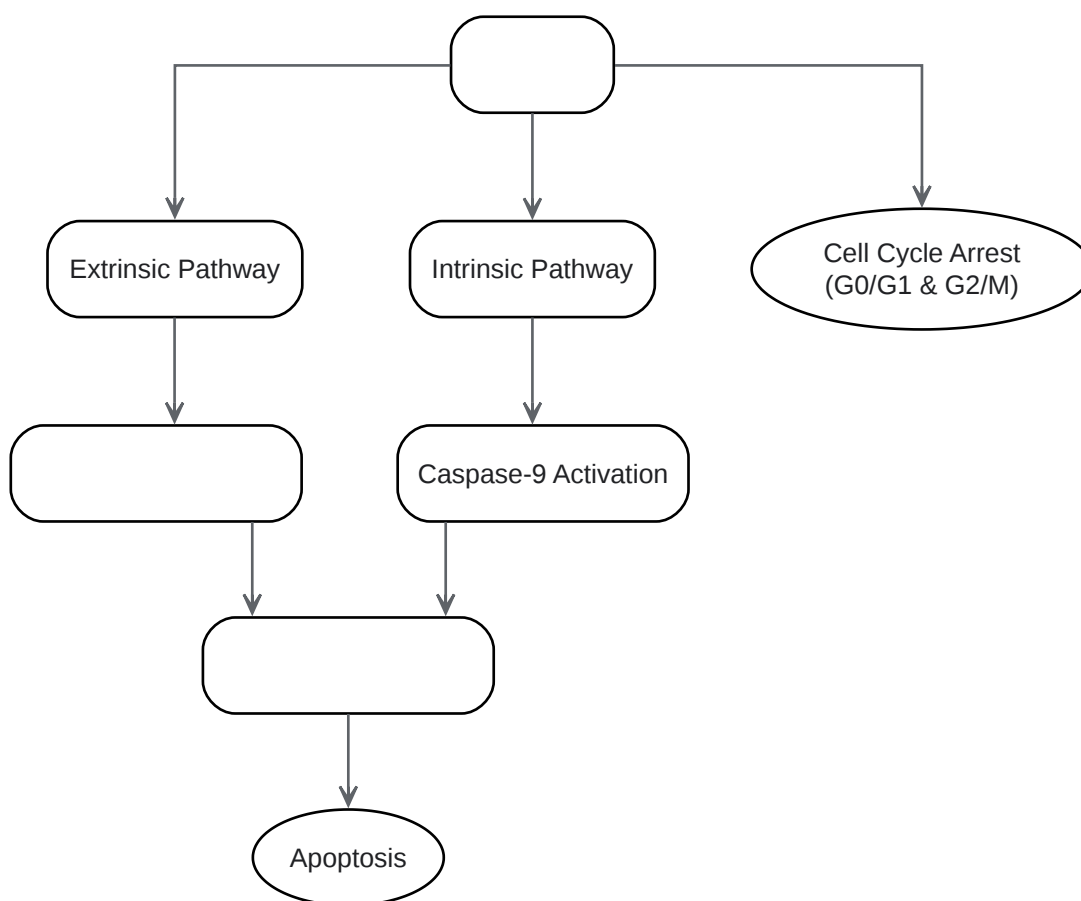 Extrinsic Pathway
Intrinsic Pathway
Cell Cycle Arrest
(G0/G1 & G2/M)
Caspase-9 Activation
Apoptosis